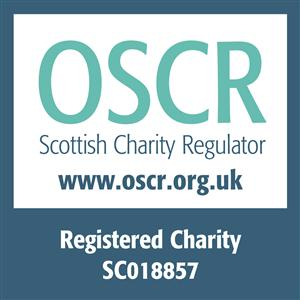 OSCR
Scottish Charity Regulator
www.oscr.org.uk
Registered Charity
SC018857